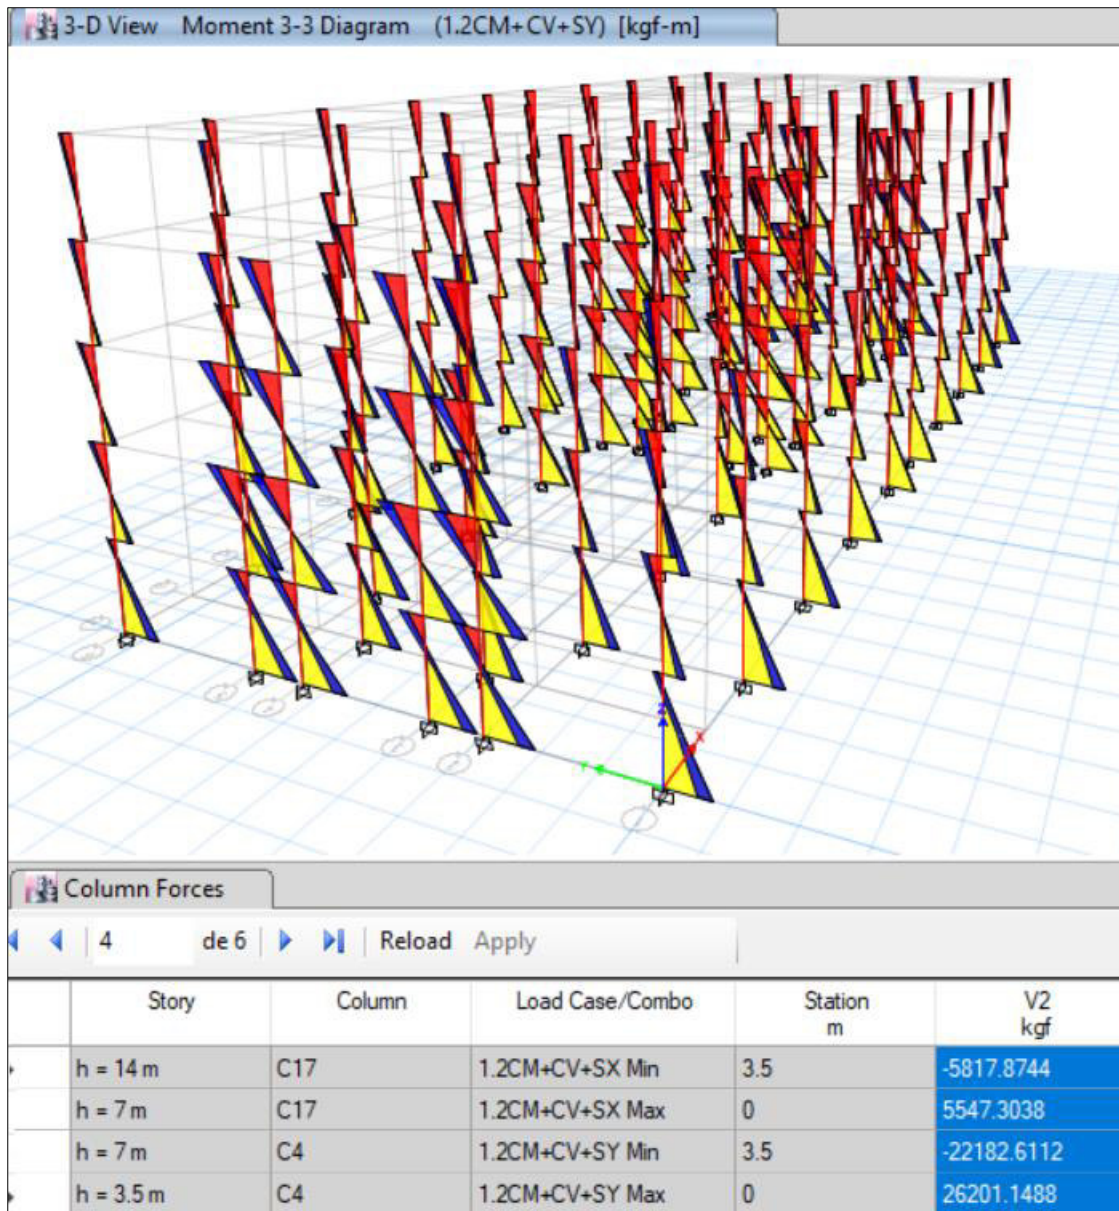 3-D View Moment 3-3 Diagram (1.2CM+CV+SY) [kgf-m]
Z
X
Column Forces
4 de 6 Reload Apply
Story Column Load Case/Combo Station m V2 kgf
h = 14 m C17 1.2CM+CV+SX Min 3.5 -5817.8744
h = 7 m C17 1.2CM+CV+SX Max 0 5547.3038
h = 7 m C4 1.2CM+CV+SY Min 3.5 -22182.6112
h = 3.5 m C4 1.2CM+CV+SY Max 0 26201.1488